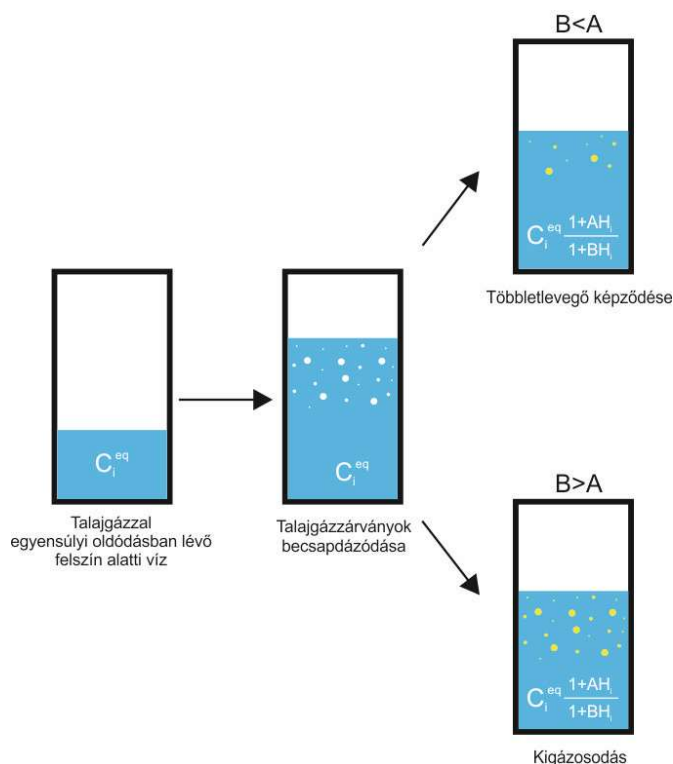 B<A
C_i^eq (1+AH_i)/(1+BH_i)
Többletlevegő képződése
C_i^eq
Talajgázzal
egyensúlyi oldódásban lévő
felszín alatti víz
C_i^eq
Talajgázzárványok
becsapdázódása
B>A
C_i^eq (1+AH_i)/(1+BH_i)
Kigázosodás